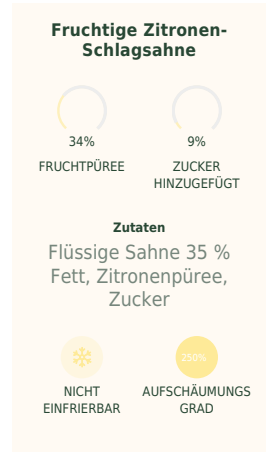 Fruchtige Zitronen-
Schlagsahne
34%
FRUCHTPÜREE
9%
ZUCKER
HINZUGEFÜGT
Zutaten
Flüssige Sahne 35 %
Fett, Zitronenpüree,
Zucker
NICHT
EINFRIERBAR
250%
AUFSCHÄUMUNGS
GRAD